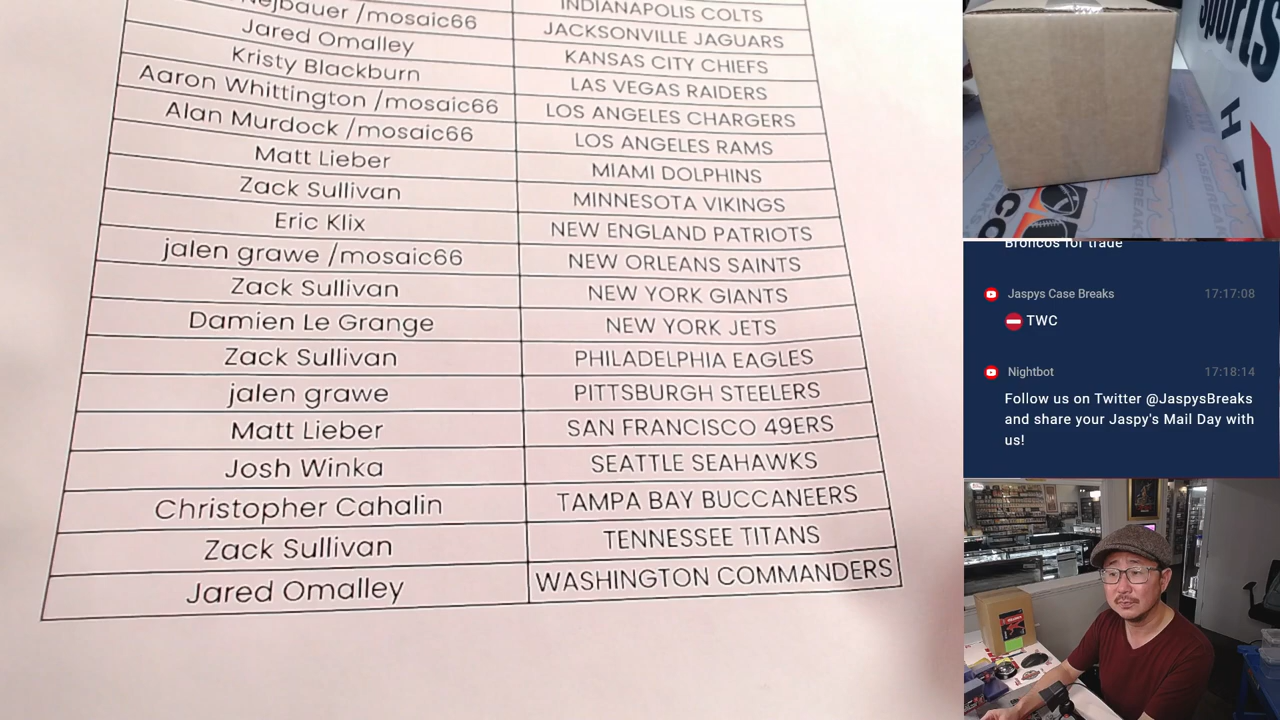 /mosaic66 INDIANAPOLIS COLTS
Jared Omalley JACKSONVILLE JAGUARS
Kristy Blackburn KANSAS CITY CHIEFS
Aaron Whittington /mosaic66 LAS VEGAS RAIDERS
Alan Murdock /mosaic66 LOS ANGELES CHARGERS
Matt Lieber LOS ANGELES RAMS
Zack Sullivan MIAMI DOLPHINS
Eric Klix MINNESOTA VIKINGS
jalen grawe /mosaic66 NEW ENGLAND PATRIOTS
Zack Sullivan NEW ORLEANS SAINTS
Damien Le Grange NEW YORK GIANTS
Zack Sullivan NEW YORK JETS
jalen grawe PHILADELPHIA EAGLES
Matt Lieber PITTSBURGH STEELERS
Josh Winka SAN FRANCISCO 49ERS
Christopher Cahalin SEATTLE SEAHAWKS
Zack Sullivan TAMPA BAY BUCCANEERS
Jared Omalley TENNESSEE TITANS
WASHINGTON COMMANDERS
sports
Broncos for trade
Jaspys Case Breaks 17:17:08
TWC
Nightbot 17:18:14
Follow us on Twitter @JaspysBreaks
and share your Jaspy's Mail Day with
us!